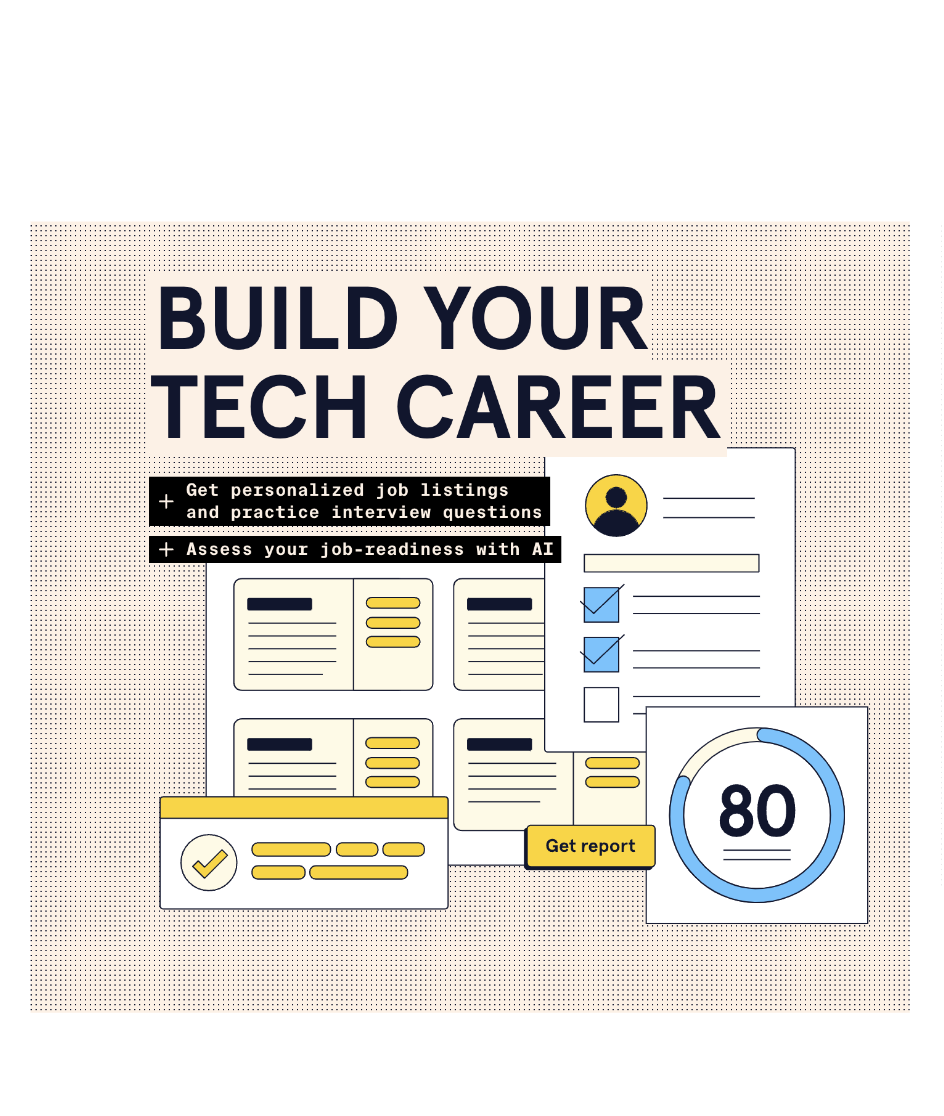 BUILD YOUR
TECH CAREER
+ Get personalized job listings
and practice interview questions
+ Assess your job-readiness with AI
80
Get report